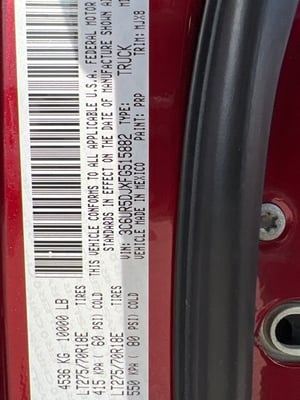 4536 KG 10000 LB
LT275/70R18E TIRES
415 KPA ( 60 PSI) COLD
LT275/70R18E TIRES
550 KPA ( 80 PSI) COLD
THIS VEHICLE CONFORMS TO ALL APPLICABLE U.S.A. FEDERAL MOTOR
STANDARDS IN EFFECT ON THE DATE OF MANUFACTURE SHOWN
VIN: 3C6UR5DJXFG515882 TYPE: TRUCK
VEHICLE MADE IN MEXICO PAINT: PRP TRIM: MJX8